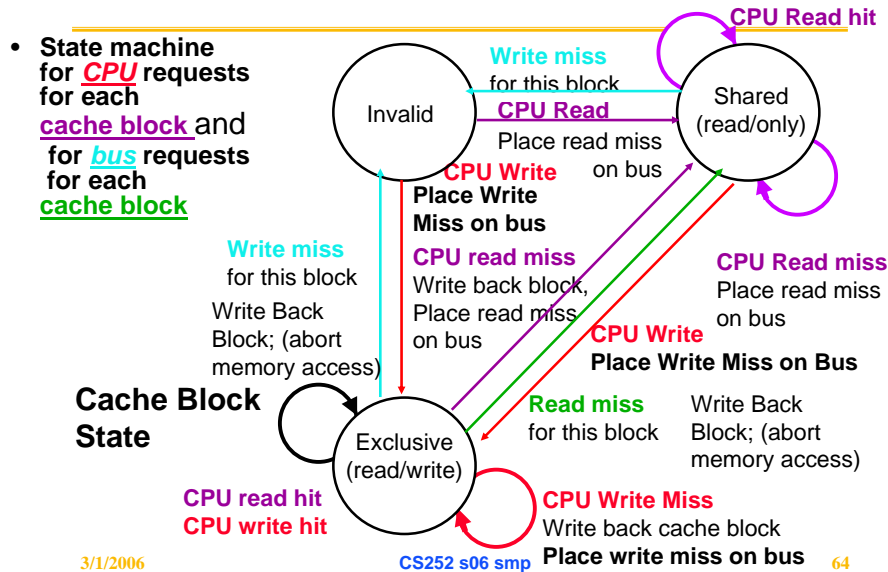 • State machine
for CPU requests
for each
cache block and
for bus requests
for each
cache block
CPU Read hit
Write miss
for this block
Invalid
CPU Read
Place read miss
on bus
Shared
(read/only)
CPU Write
Place Write
Miss on bus
Write miss
for this block
Write Back
Block; (abort
memory access)
CPU read miss
Write back block,
Place read miss
on bus
CPU Read miss
Place read miss
on bus
CPU Write
Place Write Miss on Bus
Cache Block
State
Read miss
for this block
Write Back
Block; (abort
memory access)
Exclusive
(read/write)
CPU read hit
CPU write hit
CPU Write Miss
Write back cache block
Place write miss on bus
3/1/2006
CS252 s06 smp
64